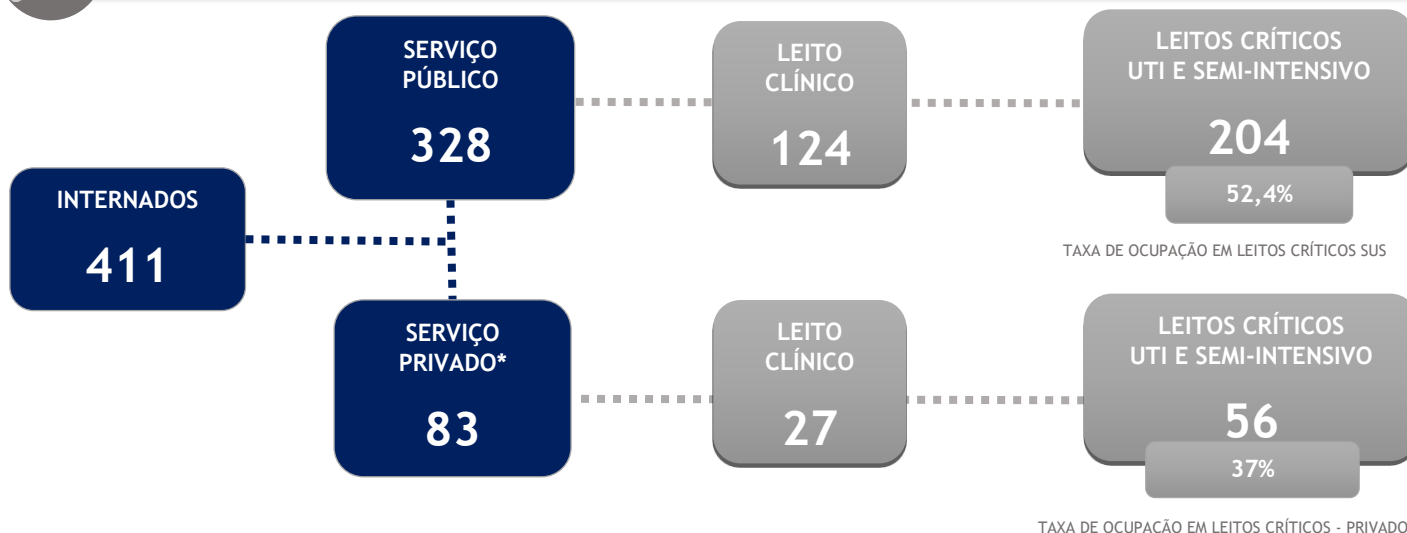 INTERNADOS
411
SERVIÇO
PÚBLICO
328
LEITO
CLÍNICO
124
LEITOS CRÍTICOS
UTI E SEMI-INTENSIVO
204
52,4%
TAXA DE OCUPAÇÃO EM LEITOS CRÍTICOS SUS
SERVIÇO
PRIVADO*
83
LEITO
CLÍNICO
27
LEITOS CRÍTICOS
UTI E SEMI-INTENSIVO
56
37%
TAXA DE OCUPAÇÃO EM LEITOS CRÍTICOS - PRIVADO